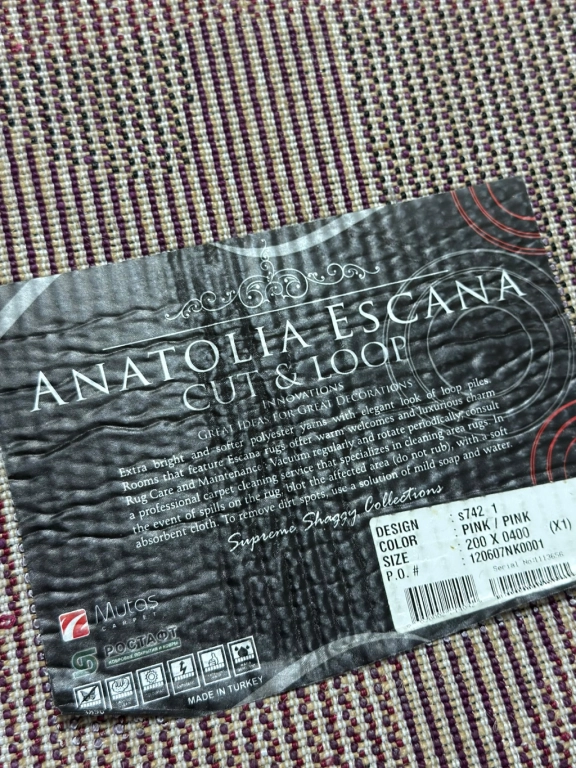 ANATOLIA ESCANA
CUT & LOOP
INNOVATIONS
GREAT IDEAS FOR GREAT DECORATIONS
Extra bright and softer polyester yarns with elegant look of loop piles
Rooms that feature Escana rugs offer warm welcomes and luxurious charm
Rug Care and Maintenance: Vacuum regularly and rotate periodically, consult
a professional carpet cleaning service that specializes in cleaning area rugs. In
the event of spills on the rug, blot the affected area (do not rub) with a soft
absorbent cloth. To remove dirt spots, use a solution of mild soap and water.
Supreme Shaggy Collections
DESIGN : S742 1
COLOR : PINK / PINK
SIZE : 200 X 0400 (X1)
P.O. # : 120607NK0001
Mutaş
CARPET
РОСТАФТ
КОВРОВЫЕ ПОКРЫТИЯ И КОВРЫ
MADE IN TURKEY